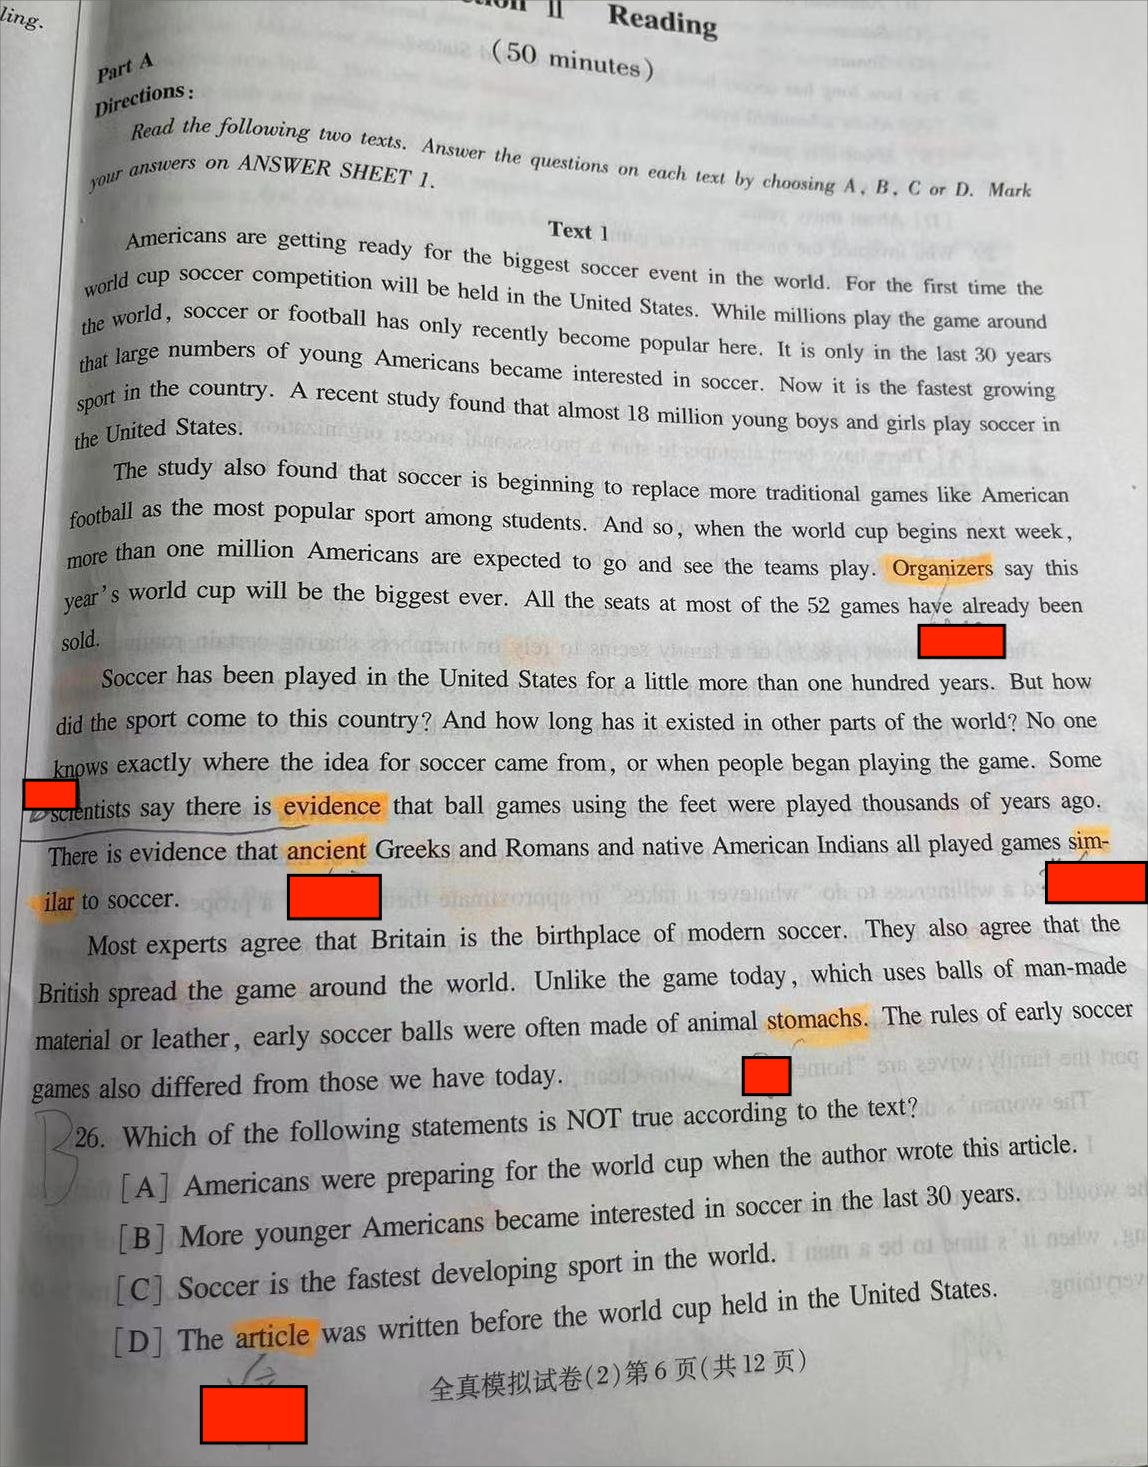 ling.
II Reading
(50 minutes)
Part A
Directions:
Read the following two texts. Answer the questions on each text by choosing A, B, C or D. Mark
your answers on ANSWER SHEET 1.
Text 1
Americans are getting ready for the biggest soccer event in the world. For the first time the
world cup soccer competition will be held in the United States. While millions play the game around
the world, soccer or football has only recently become popular here. It is only in the last 30 years
that large numbers of young Americans became interested in soccer. Now it is the fastest growing
sport in the country. A recent study found that almost 18 million young boys and girls play soccer in
the United States.
The study also found that soccer is beginning to replace more traditional games like American
football as the most popular sport among students. And so, when the world cup begins next week,
more than one million Americans are expected to go and see the teams play. Organizers say this
year's world cup will be the biggest ever. All the seats at most of the 52 games have already been
sold.
Soccer has been played in the United States for a little more than one hundred years. But how
did the sport come to this country? And how long has it existed in other parts of the world? No one
knows exactly where the idea for soccer came from, or when people began playing the game. Some
scientists say there is evidence that ball games using the feet were played thousands of years ago.
There is evidence that ancient Greeks and Romans and native American Indians all played games sim-
ilar to soccer.
Most experts agree that Britain is the birthplace of modern soccer. They also agree that the
British spread the game around the world. Unlike the game today, which uses balls of man-made
material or leather, early soccer balls were often made of animal stomachs. The rules of early soccer
games also differed from those we have today.
B 26. Which of the following statements is NOT true according to the text?
[A] Americans were preparing for the world cup when the author wrote this article.
[B] More younger Americans became interested in soccer in the last 30 years.
[C] Soccer is the fastest developing sport in the world.
[D] The article was written before the world cup held in the United States.
全真模拟试卷(2)第6页(共12页)